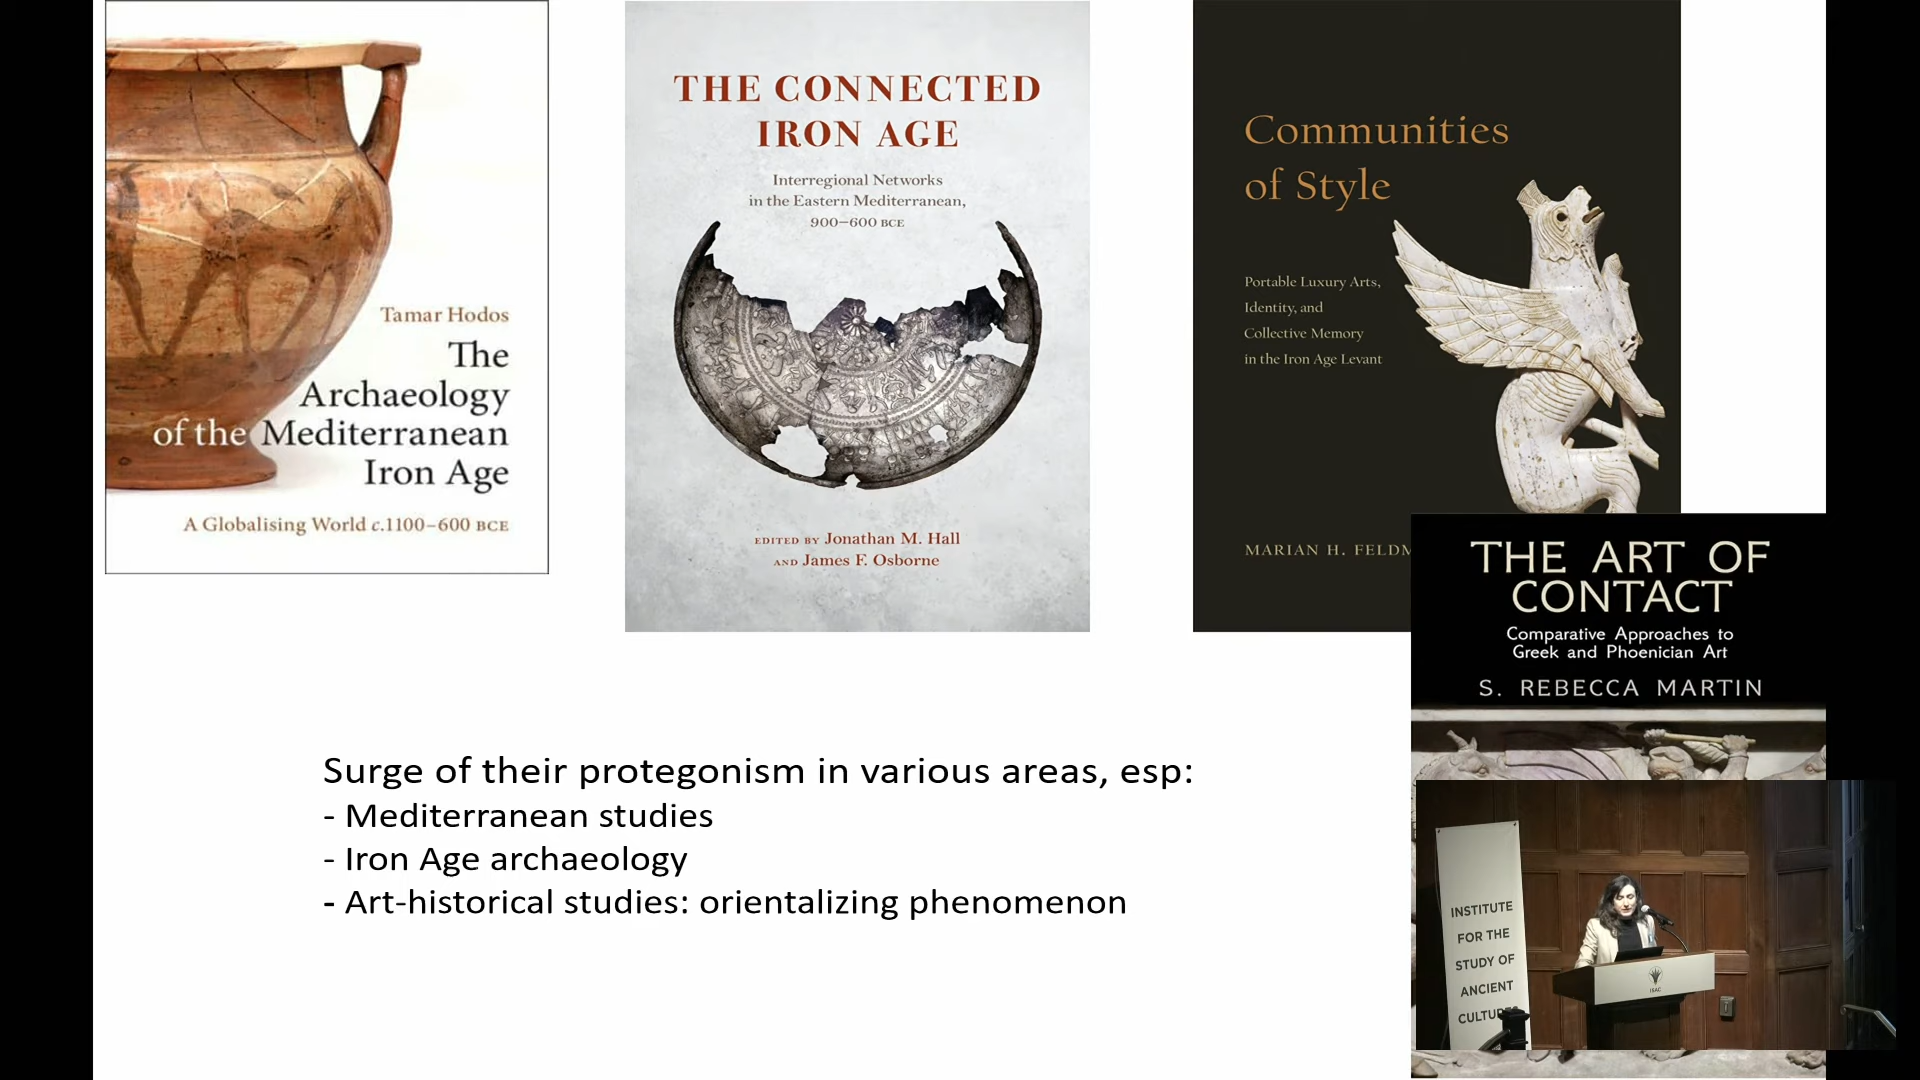 Tamar Hodos
The
Archaeology
of the Mediterranean
Iron Age
A Globalising World c.1100–600 BCE
THE CONNECTED
IRON AGE
Interregional Networks
in the Eastern Mediterranean,
900–600 BCE
EDITED BY Jonathan M. Hall
AND James F. Osborne
Communities
of Style
Portable Luxury Arts,
Identity, and
Collective Memory
in the Iron Age Levant
MARIAN H. FELDM
THE ART OF
CONTACT
Comparative Approaches to
Greek and Phoenician Art
S. REBECCA MARTIN
Surge of their protegonism in various areas, esp:
- Mediterranean studies
- Iron Age archaeology
- Art-historical studies: orientalizing phenomenon
INSTITUTE
FOR THE
STUDY OF
ANCIENT
CULTURES
ISAC